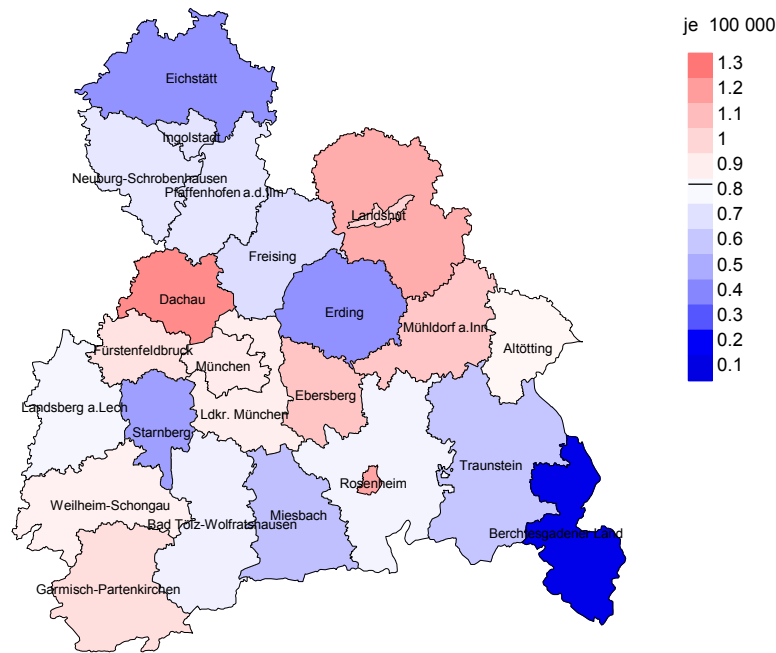 je 100 000
1.3
1.2
1.1
1
0.9
0.8
0.7
0.6
0.5
0.4
0.3
0.2
0.1
Eichstätt
Ingolstadt
Neuburg-Schrobenhausen
Pfaffenhofen a.d.Ilm
Landshut
Freising
Dachau
Erding
Mühldorf a.Inn
Altötting
Fürstenfeldbruck
München
Ebersberg
Landsberg a.Lech
Ldkr. München
Starnberg
Traunstein
Rosenheim
Weilheim-Schongau
Miesbach
Bad Tölz-Wolfratshausen
Berchtesgadener Land
Garmisch-Partenkirchen